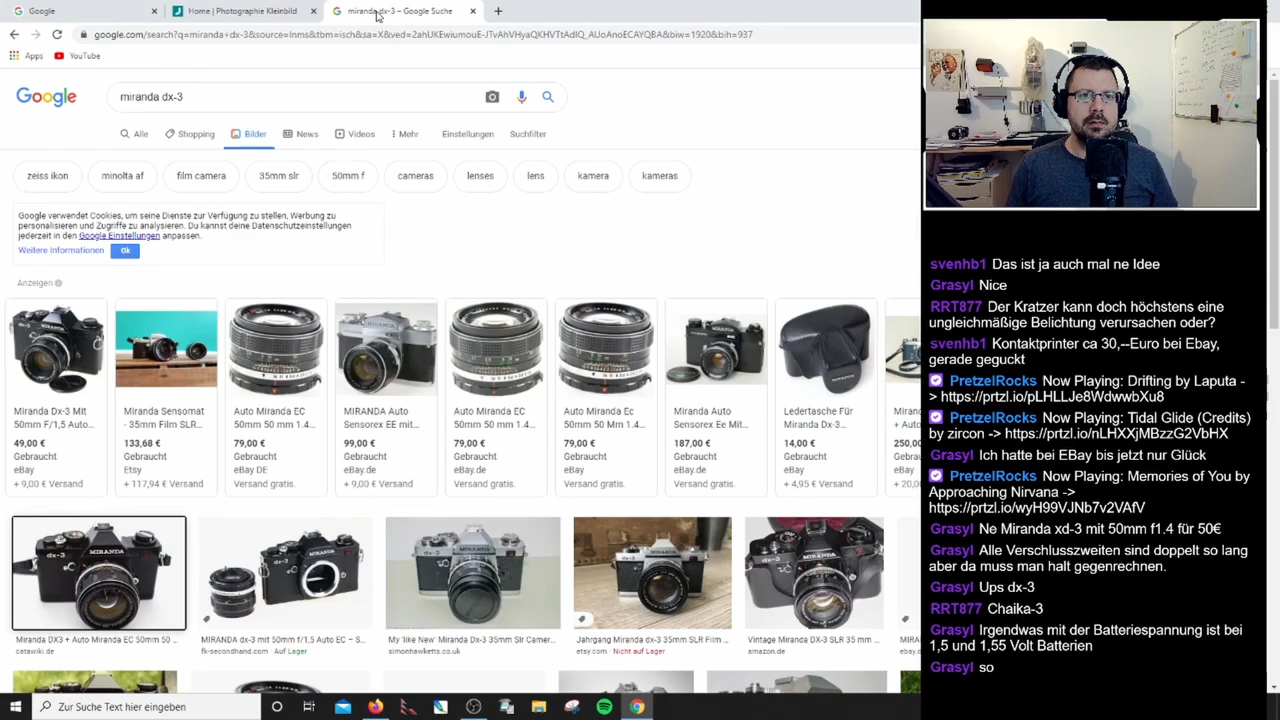 Google
Home | Photographie Kleinbild
miranda dx-3 – Google Suche
google.com/search?q=miranda+dx-3&source=lnms&tbm=isch&sa=X&ved=2ahUKEwiumouE-JTvAhVHyaQKHVTtAdIQ_AUoAnoECAYQBA&biw=1920&bih=937
Apps
YouTube
Google
miranda dx-3
Alle
Shopping
Bilder
News
Videos
Mehr
Einstellungen
Suchfilter
zeiss ikon
minolta af
film camera
35mm slr
50mm f
cameras
lenses
lens
kamera
kameras
Google verwendet Cookies, um seine Dienste zur Verfügung zu stellen, Werbung zu
personalisieren und Zugriffe zu analysieren. Du kannst deine Datenschutzeinstellungen
jederzeit in den Google Einstellungen anpassen.
Weitere Informationen
Ok
Anzeigen
Miranda Dx-3 Mit
50mm F/1,5 Auto...
49,00 €
Gebraucht
eBay
+ 9,00 € Versand
Miranda Sensomat
- 35mm Film SLR...
133,68 €
Gebraucht
Etsy
+ 117,94 € Versand
Auto Miranda EC
50mm 50 mm 1.4...
79,00 €
Gebraucht
eBay DE
Versand gratis.
MIRANDA Auto
Sensorex EE mit...
99,00 €
Gebraucht
eBay.de
+ 9,00 € Versand
Auto Miranda EC
50mm 50 mm 1.4...
79,00 €
Gebraucht
eBay.de
Versand gratis.
Auto Miranda Ec
50mm 50 Mm 1.4...
79,00 €
Gebraucht
eBay.de
Versand gratis.
Miranda Auto
Sensorex Ee Mit...
187,00 €
Gebraucht
eBay.de
Versand gratis.
Ledertasche Für
Miranda Dx-3...
14,00 €
Gebraucht
eBay
+ 4,95 € Versand
Miranda
+ Auto
250,0
+ 20,0
Miranda DX3 + Auto Miranda EC 50mm 50 ...
catawiki.de
MIRANDA dx-3 mit 50mm f/1,5 Auto EC – S...
fk-secondhand.com · Auf Lager
My 'like New' Miranda Dx-3 35mm Slr Camer...
simonhawketts.co.uk
Jahrgang Miranda dx-3 35mm SLR Film ...
etsy.com · Nicht auf Lager
Vintage Miranda DX-3 SLR 35 mm ...
amazon.de
MIRA
ebay.d
svenhb1 Das ist ja auch mal ne Idee
Grasyl Nice
RRT877 Der Kratzer kann doch höchstens eine
ungleichmäßige Belichtung verursachen oder?
svenhb1 Kontaktprinter ca 30,--Euro bei Ebay,
gerade geguckt
PretzelRocks Now Playing: Drifting by Laputa -
> https://prtzl.io/pLHLLJe8WdwwbXu8
PretzelRocks Now Playing: Tidal Glide (Credits)
by zircon -> https://prtzl.io/nLHXXjMBzzG2VbHX
Grasyl Ich hatte bei EBay bis jetzt nur Glück
PretzelRocks Now Playing: Memories of You by
Approaching Nirvana ->
https://prtzl.io/wyH99VJNb7v2VAfV
Grasyl Ne Miranda xd-3 mit 50mm f1.4 für 50€
Grasyl Alle Verschlusszweiten sind doppelt so lang
aber da muss man halt gegenrechnen.
Grasyl Ups dx-3
RRT877 Chaika-3
Grasyl Irgendwas mit der Batteriespannung ist bei
1,5 und 1,55 Volt Batterien
Grasyl so
Zur Suche Text hier eingeben